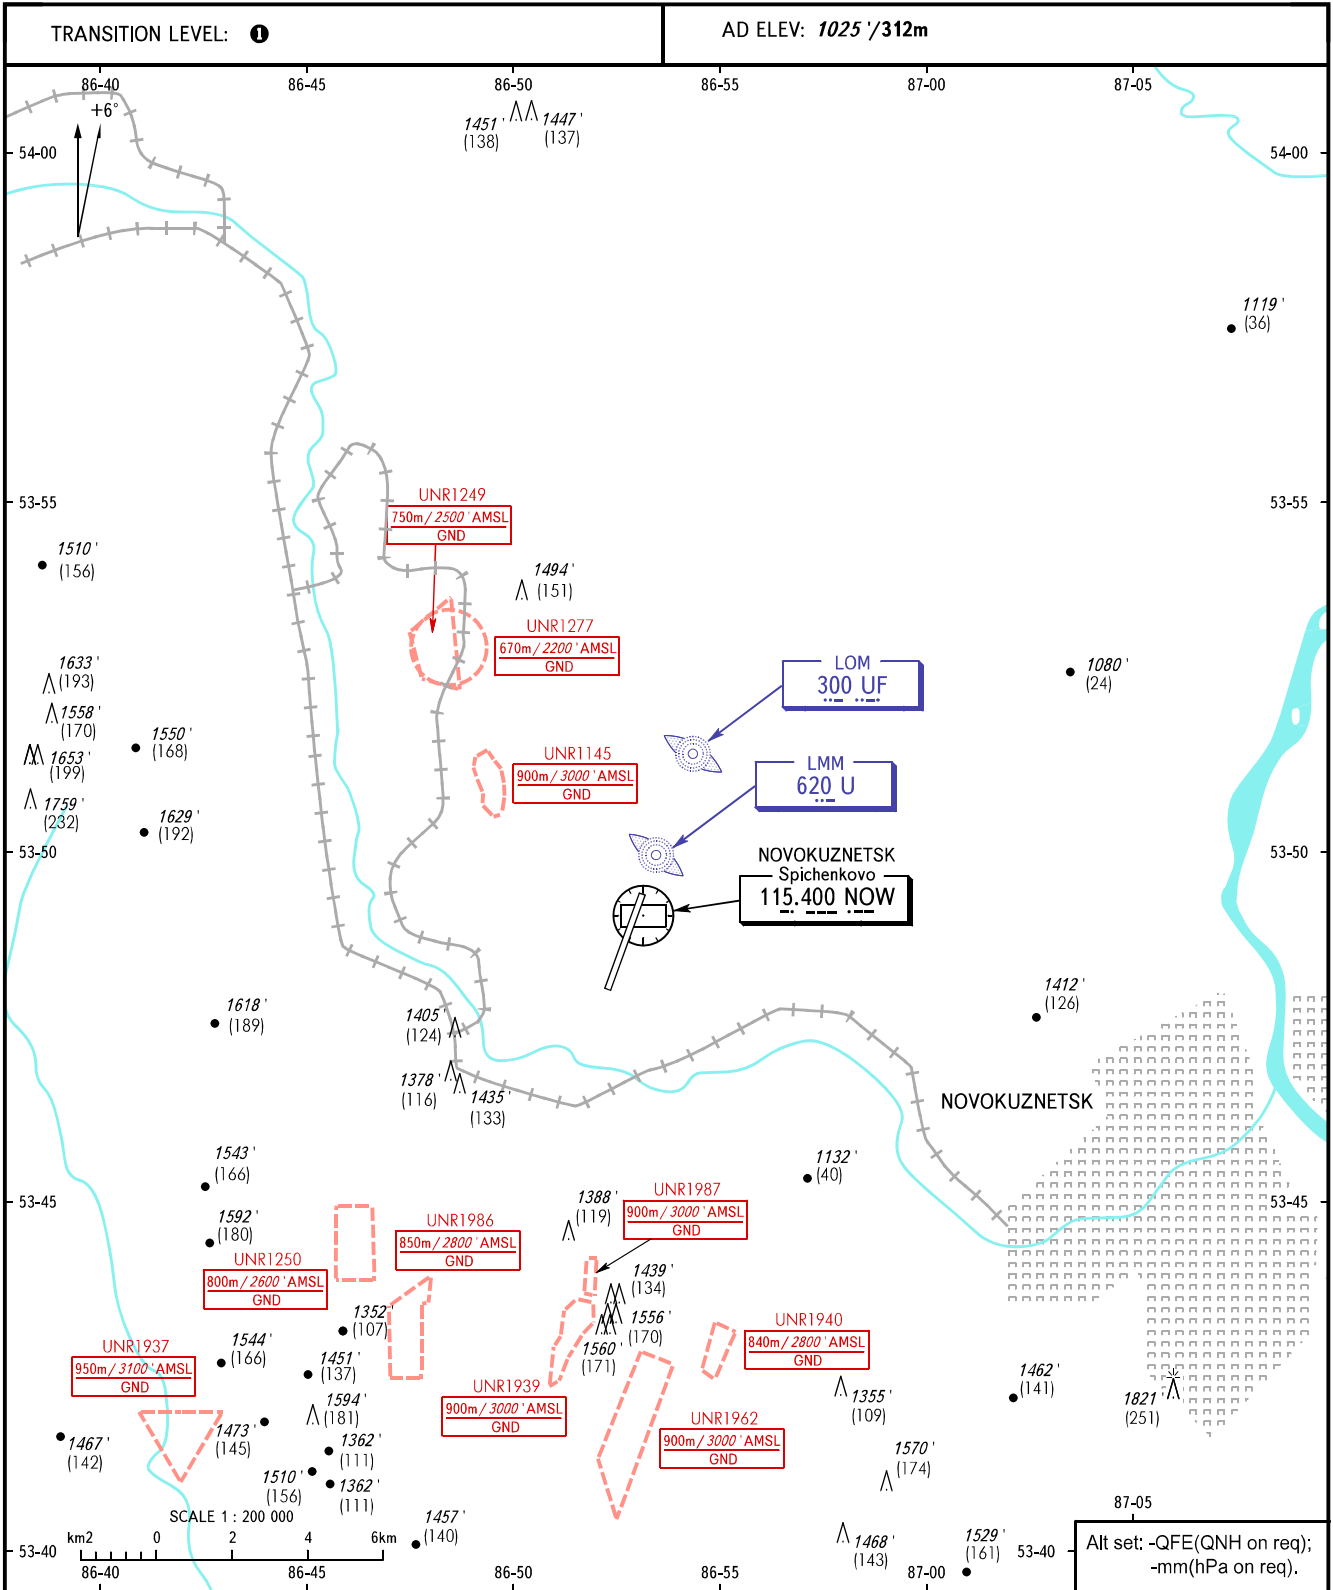 TRANSITION LEVEL: ❶
AD ELEV: 1025 '/312m
86-40 86-45 86-50 86-55 87-00 87-05
+6°
1451 ' 1447 '
(138) (137)
54-00 54-00
1119 '
(36)
53-55 53-55
UNR1249
750m/2500 'AMSL
GND
1510 '
(156)
1494 '
(151)
UNR1277
670m/2200 'AMSL
GND
1633 '
(193)
1080 '
(24)
LOM
300 UF
1558 '
(170)
1550 '
(168)
1653 '
(199)
UNR1145
900m/3000 'AMSL
GND
LMM
620 U
1759 '
(232)
1629 '
(192)
53-50 53-50
NOVOKUZNETSK
Spichenkovo
115.400 NOW
1618 '
(189)
1405 '
(124)
1412 '
(126)
1378 '
(116)
1435 '
(133)
NOVOKUZNETSK
1543 '
(166)
1132 '
(40)
53-45 53-45
1388 '
(119)
UNR1987
900m/3000 'AMSL
GND
1592 '
(180)
UNR1986
850m/2800 'AMSL
GND
UNR1250
800m/2600 'AMSL
GND
1439 '
(134)
1352 '
(107)
1556 '
(170)
UNR1940
840m/2800 'AMSL
GND
1544 '
(166)
1560 '
(171)
UNR1937
950m/3100 'AMSL
GND
1451 '
(137)
1462 '
(141)
UNR1939
900m/3000 'AMSL
GND
1355 '
(109)
1821 '
(251)
1594 '
(181)
UNR1962
900m/3000 'AMSL
GND
1473 '
(145)
1467 '
(142)
1362 '
(111)
1570 '
(174)
1510 '
(156)
1362 '
(111)
87-05
SCALE 1 : 200 000
km2 0 2 4 6km
1457 '
(140)
1468 '
(143)
1529 '
(161)
53-40 53-40
Alt set: -QFE(QNH on req);
-mm(hPa on req).
86-40 86-45 86-50 86-55 87-00